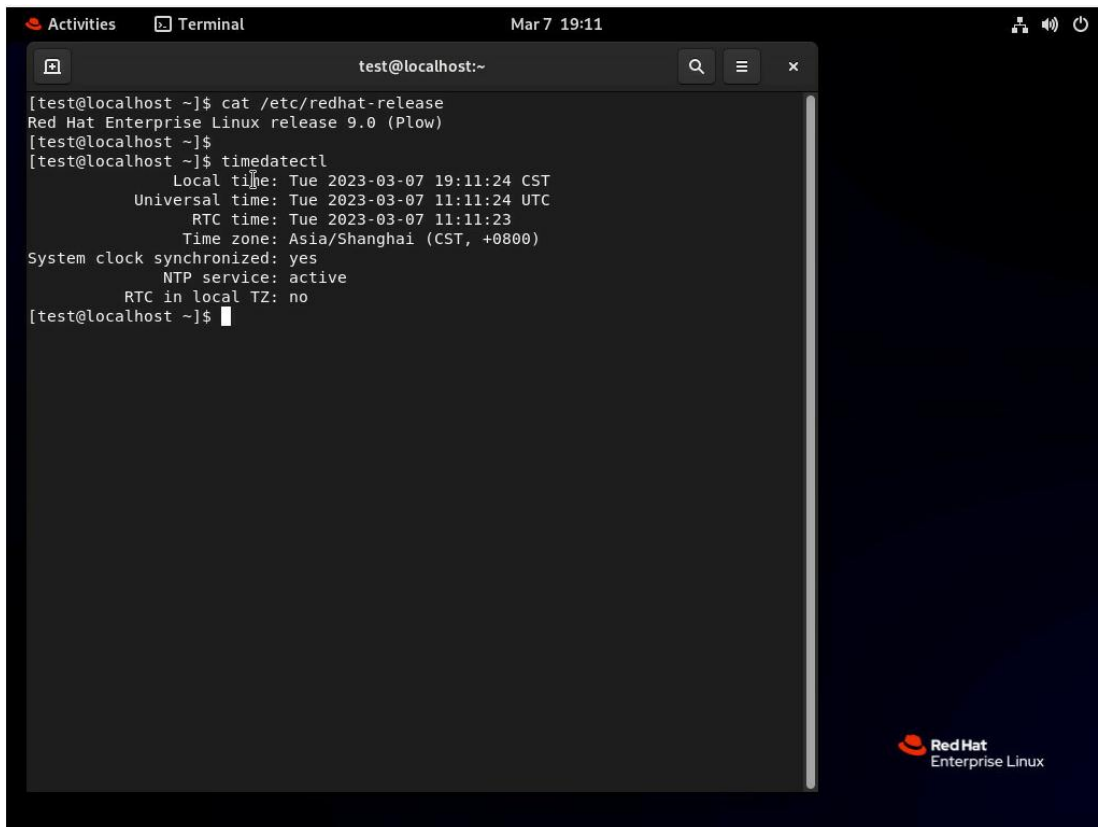 Activities Terminal Mar 7 19:11
test@localhost:~
[test@localhost ~]$ cat /etc/redhat-release
Red Hat Enterprise Linux release 9.0 (Plow)
[test@localhost ~]$
[test@localhost ~]$ timedatectl
Local time: Tue 2023-03-07 19:11:24 CST
Universal time: Tue 2023-03-07 11:11:24 UTC
RTC time: Tue 2023-03-07 11:11:23
Time zone: Asia/Shanghai (CST, +0800)
System clock synchronized: yes
NTP service: active
RTC in local TZ: no
[test@localhost ~]$
Red Hat
Enterprise Linux